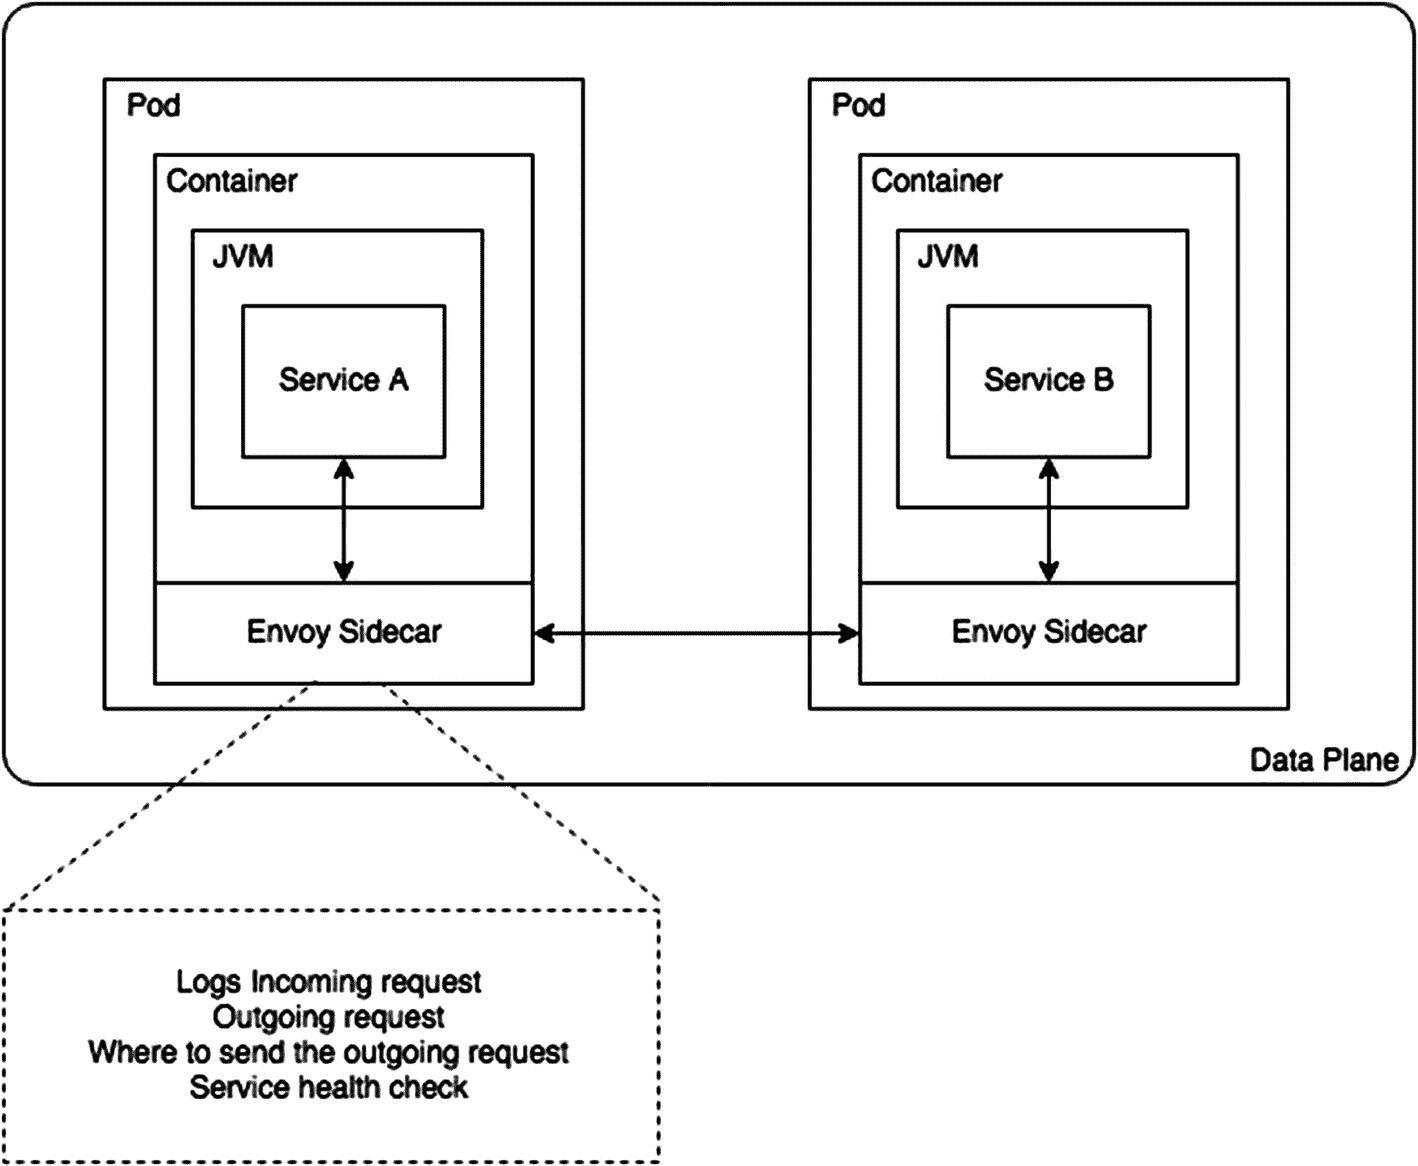 Pod
Container
JVM
Service A
Envoy Sidecar
Pod
Container
JVM
Service B
Envoy Sidecar
Data Plane
Logs Incoming request
Outgoing request
Where to send the outgoing request
Service health check